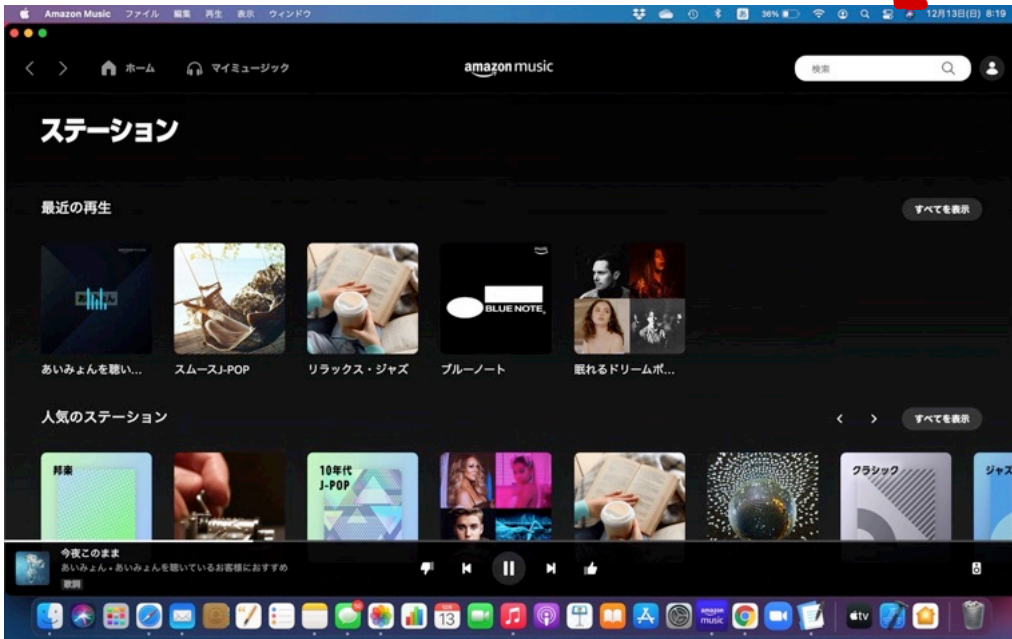 Amazon Music ファイル 編集 再生 表示 ウィンドウ
あ 36% 12月13日(日) 8:19
ホーム マイミュージック amazon music 検索
ステーション
最近の再生 すべてを表示
BLUE NOTE
あいみょんを聴い... スムースJ-POP リラックス・ジャズ ブルーノート 眠れるドリームポ...
人気のステーション すべてを表示
邦楽 10年代 クラシック ジャズ
J-POP
今夜このまま
あいみょん • あいみょんを聴いているお客様におすすめ
歌詞
13 amazon music tv